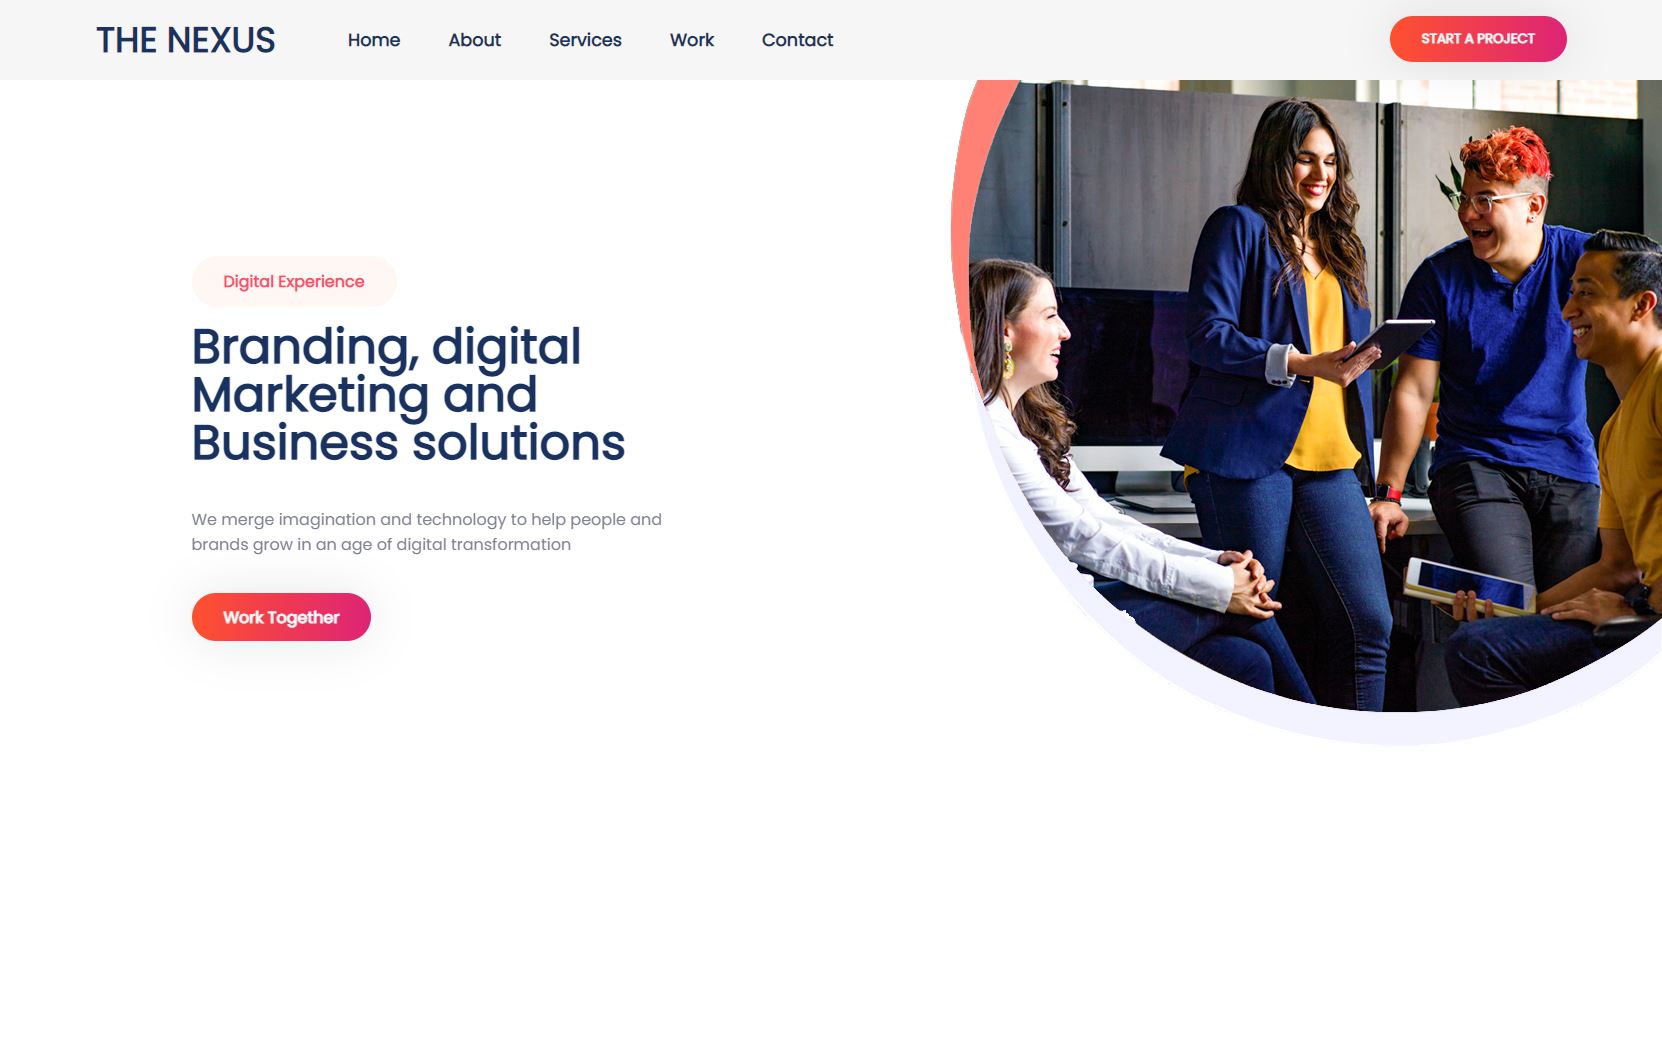 THE NEXUS
Home
About
Services
Work
Contact
START A PROJECT
Digital Experience
Branding, digital
Marketing and
Business solutions
We merge imagination and technology to help people and
brands grow in an age of digital transformation
Work Together